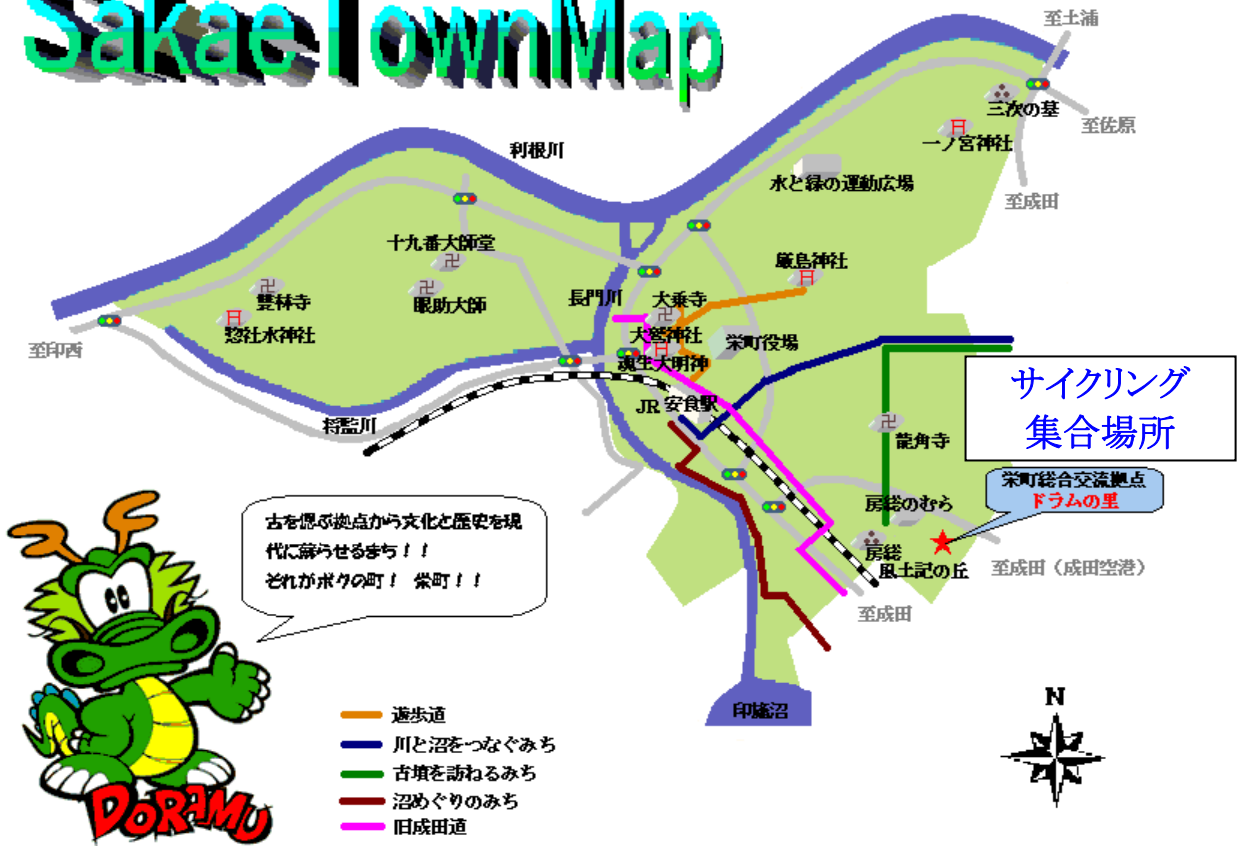 SakaeTownMap
至土浦
三次の墓
至佐原
一ノ宮神社
利根川
水と緑の運動広場
至成田
十九番大師堂
厳島神社
豐林寺
眼助大師
長門川
大乗寺
惣社水神社
大鷲神社
栄町役場
至印西
魂生大明神
サイクリング
集合場所
JR 安食駅
将監川
龍角寺
栄町総合交流拠点
ドラムの里
房総のむら
古を偲ぶ拠点から文化と歴史を現
代に蘇らせるまち！！
それがボクの町！ 栄町！！
房総
風土記の丘
至成田（成田空港）
至成田
印旛沼
N
遊歩道
川と沼をつなぐみち
古墳を訪ねるみち
沼めぐりのみち
旧成田道
DORAMU